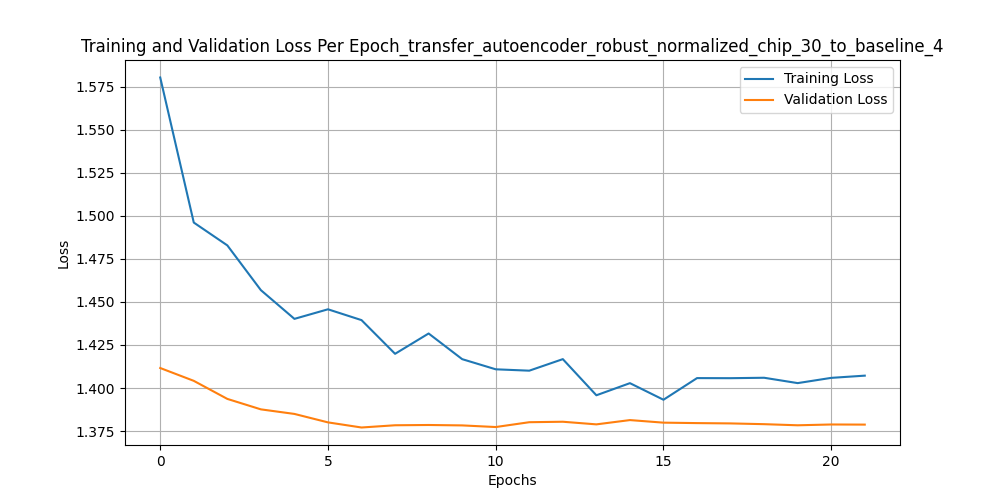 Training and Validation Loss Per Epoch_transfer_autoencoder_robust_normalized_chip_30_to_baseline_4
Training Loss
Validation Loss
1.575
1.550
1.525
1.500
1.475
1.450
1.425
1.400
1.375
Loss
0 5 10 15 20
Epochs